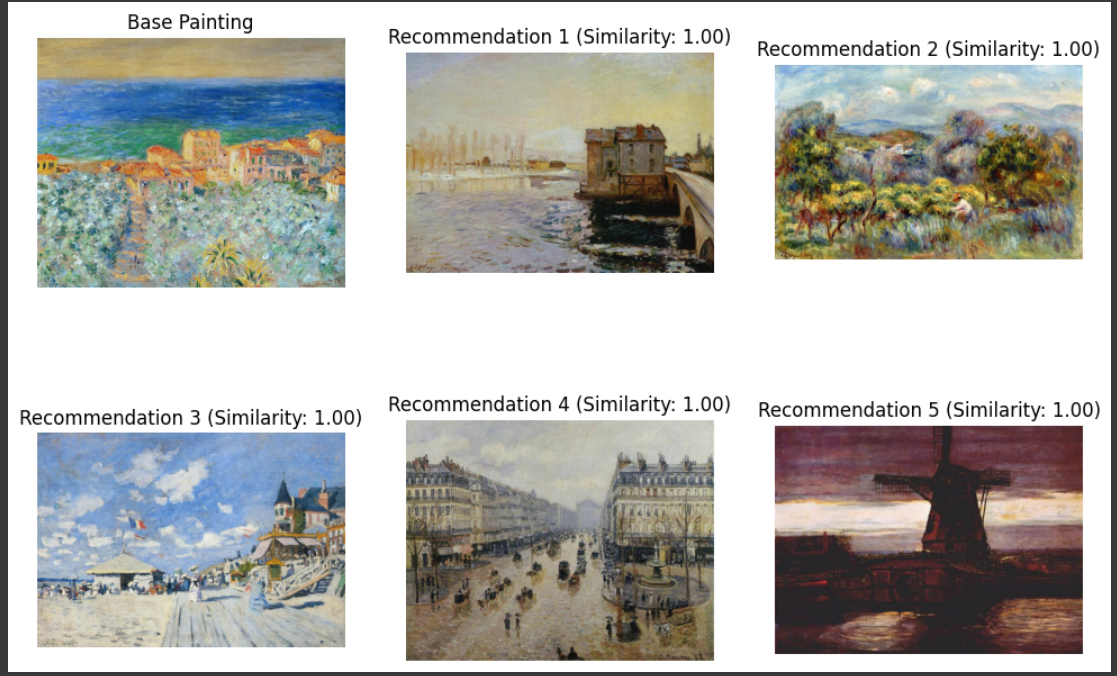 Base Painting
Recommendation 1 (Similarity: 1.00)
Recommendation 2 (Similarity: 1.00)
Recommendation 3 (Similarity: 1.00)
Recommendation 4 (Similarity: 1.00)
Recommendation 5 (Similarity: 1.00)